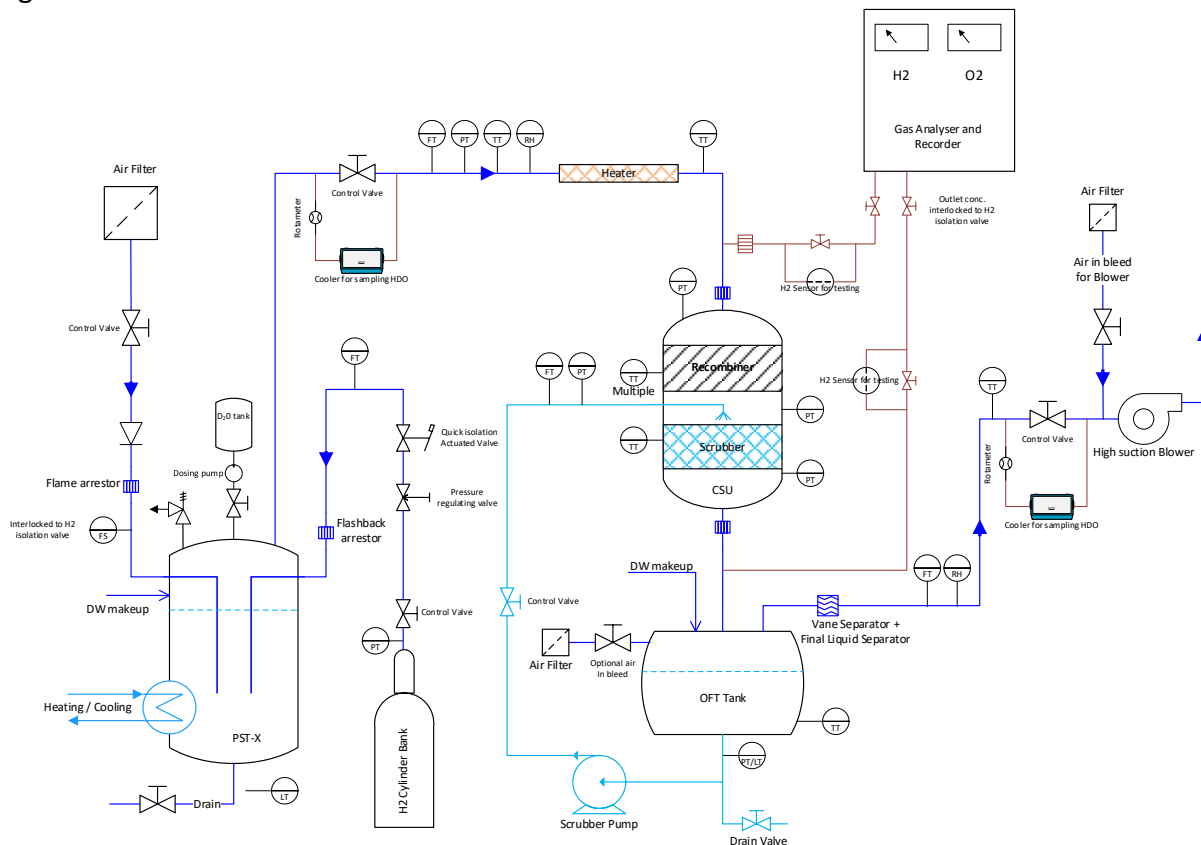 H2
O2
Gas Analyser and
Recorder
FT
PT
TT
RH
TT
Air Filter
Heater
Control Valve
Rotameter
Cooler for sampling HDO
Outlet conc.
interlocked to H2
isolation valve
Air Filter
Air in bleed
for Blower
H2 Sensor for testing
PT
Control Valve
FT
FT
PT
Recombiner
TT
Multiple
H2 Sensor for testing
TT
PT
D₂O tank
Quick isolation
Actuated Valve
TT
Scrubber
Control Valve
High suction Blower
Dosing pump
Rotameter
PT
Flame arrestor
Pressure
regulating valve
CSU
Cooler for sampling HDO
Interlocked to H2
isolation valve
FS
Flashback
arrestor
DW makeup
DW makeup
FT
RH
Control Valve
Control Valve
Vane Separator +
Final Liquid Separator
PT
Air Filter
Optional air
In bleed
OFT Tank
TT
Heating / Cooling
PST-X
H2 Cylinder Bank
PT/LT
LT
Drain
Scrubber Pump
Drain Valve